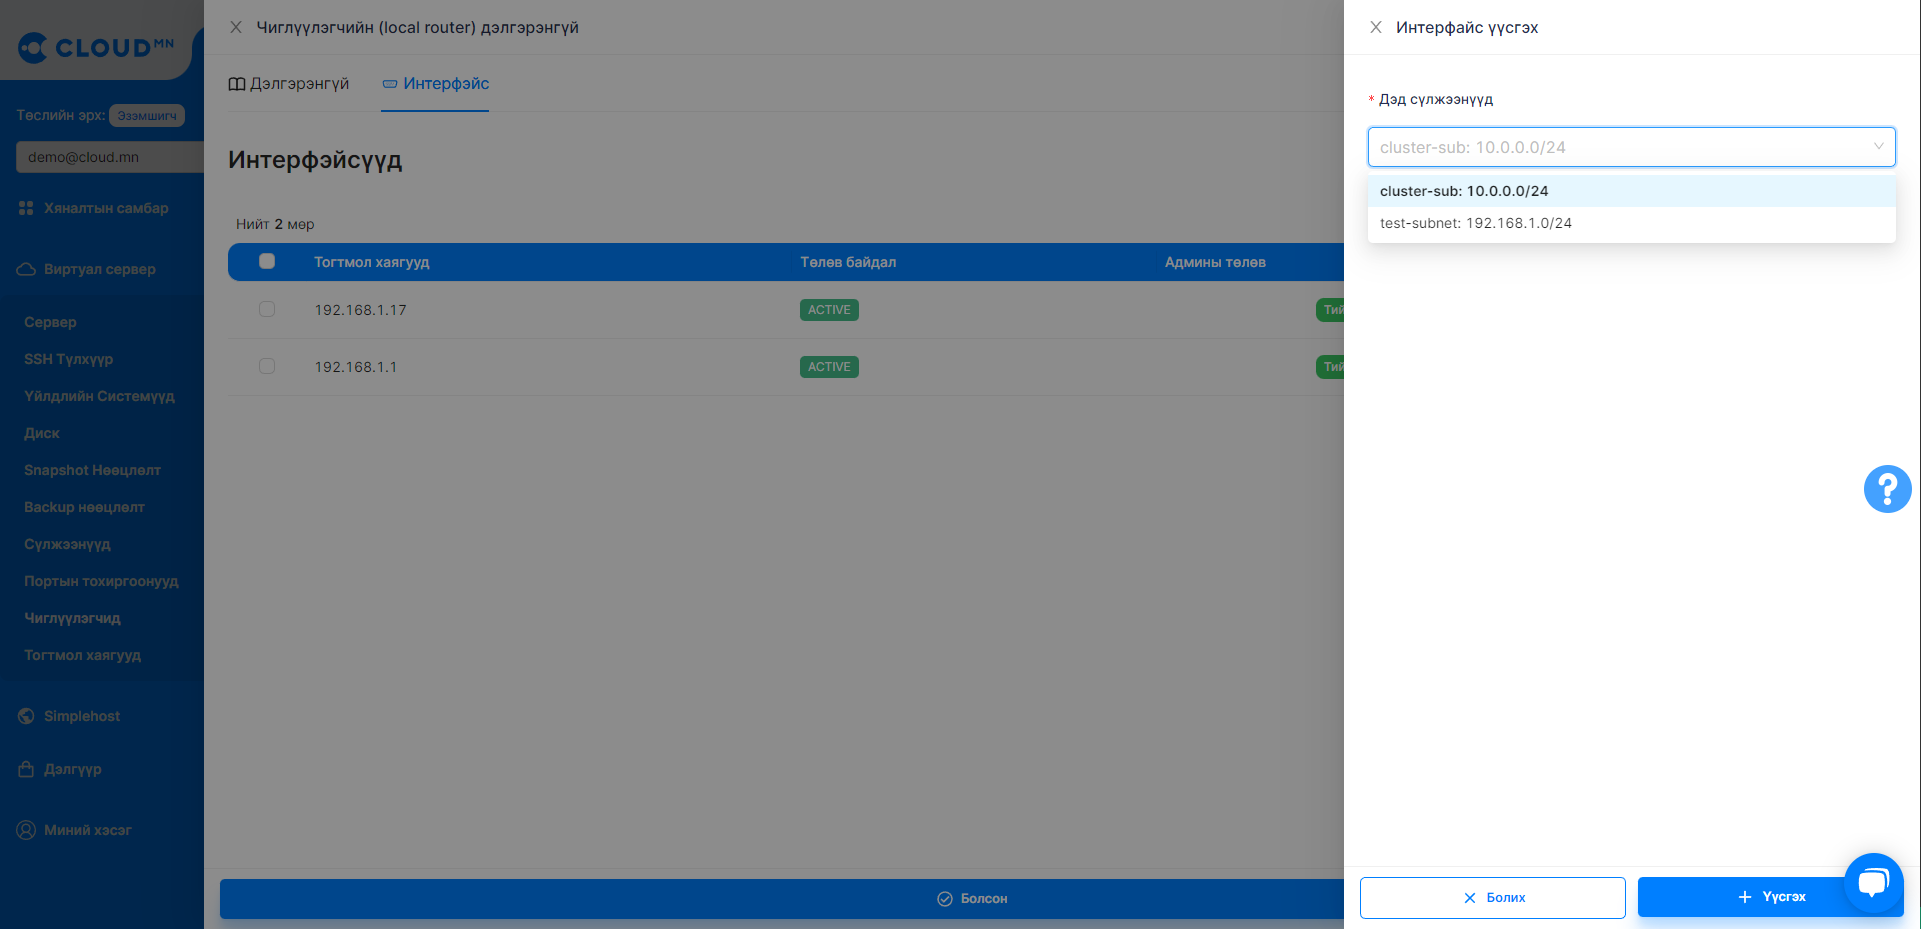 CLOUDMN
Төслийн эрх: Эзэмшигч
demo@cloud.mn
Хяналтын самбар
Виртуал сервер
Сервер
SSH Түлхүүр
Үйлдлийн Системүүд
Диск
Snapshot Нөөцлөлт
Backup нөөцлөлт
Сүлжээнүүд
Портын тохиргоонууд
Чиглүүлэгчид
Тогтмол хаягууд
Simplehost
Дэлгүүр
Миний хэсэг
Чиглүүлэгчийн (local router) дэлгэрэнгүй
Дэлгэрэнгүй Интерфэйс
Интерфэйсүүд
Нийт 2 мөр
Тогтмол хаягууд Төлөв байдал Админы төлөв
192.168.1.17 ACTIVE Тий
192.168.1.1 ACTIVE Тий
Болсон
Интерфайс үүсгэх
* Дэд сүлжээнүүд
cluster-sub: 10.0.0.0/24
cluster-sub: 10.0.0.0/24
test-subnet: 192.168.1.0/24
Болих Үүсгэх